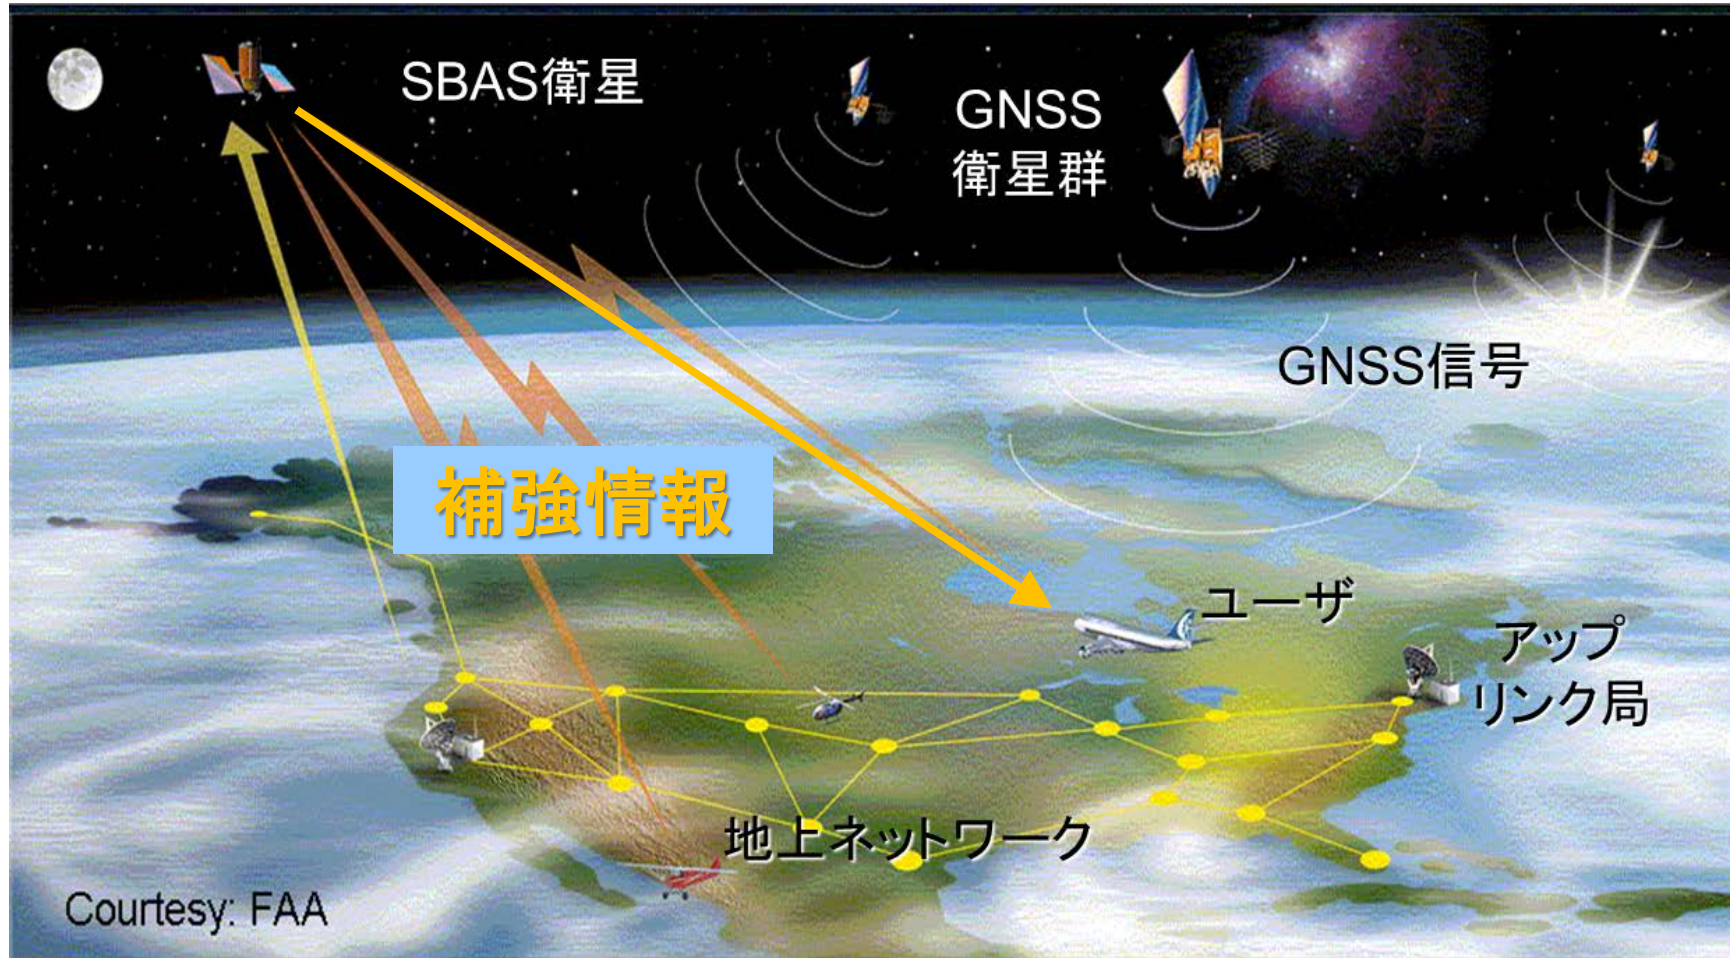 SBAS衛星
GNSS
衛星群
GNSS信号
補強情報
ユーザ
アップ
リンク局
地上ネットワーク
Courtesy: FAA